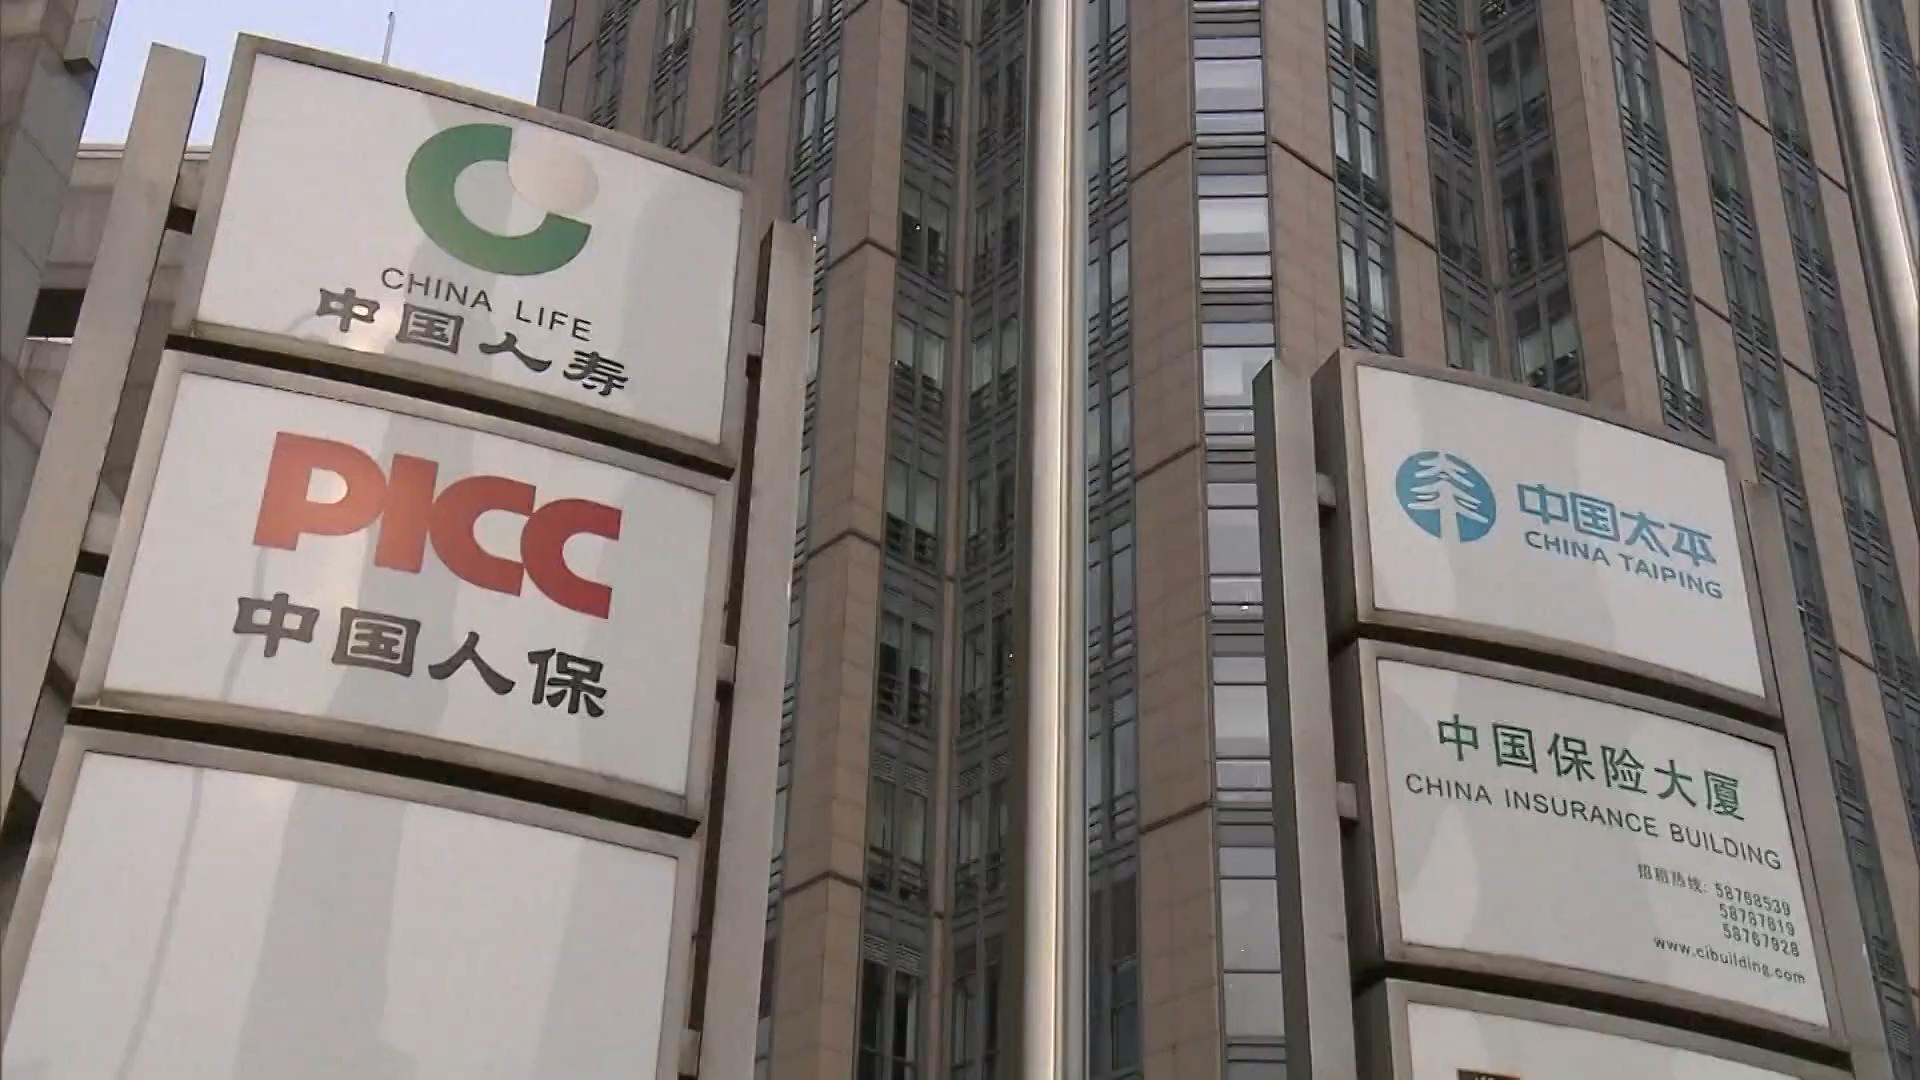 CHINA LIFE
中国人寿
PICC
中国人保
中国太平
CHINA TAIPING
中国保险大厦
CHINA INSURANCE BUILDING
招租热线: 58768539
58787819
58767928
www.cibuilding.com